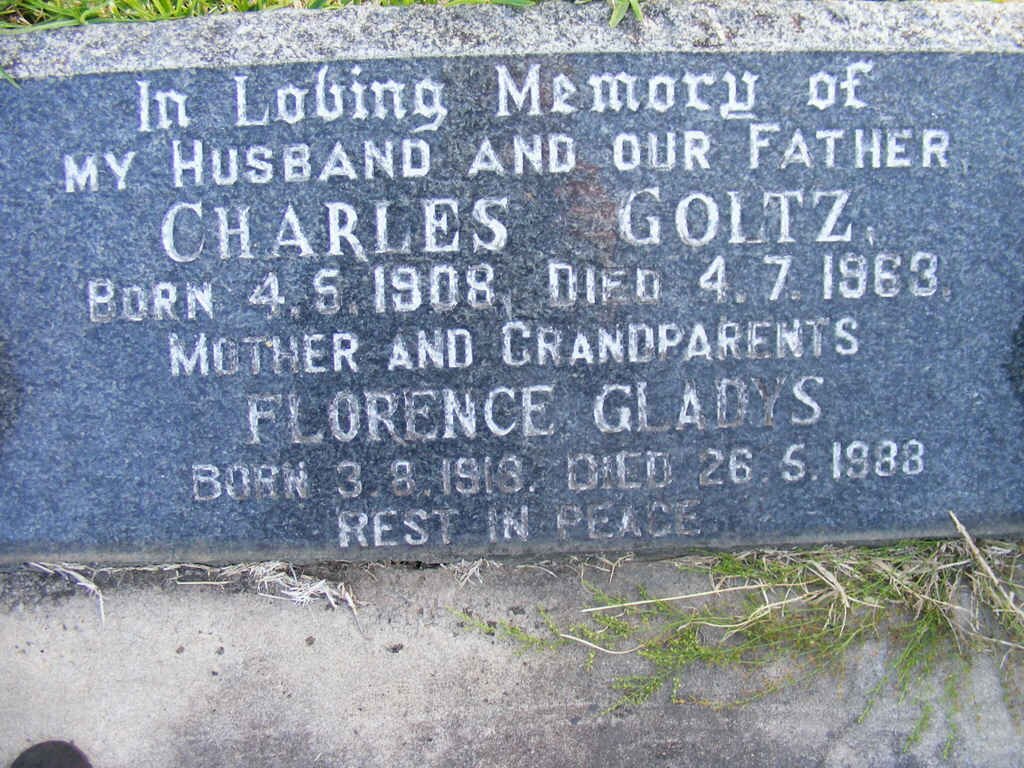 In Loving Memory of
MY HUSBAND AND OUR FATHER
CHARLES GOLTZ.
BORN 4.5.1908. DIED 4.7.1963.
MOTHER AND GRANDPARENTS
FLORENCE GLADYS
BORN 3.8.1913. DIED 26.5.1988
REST IN PEACE